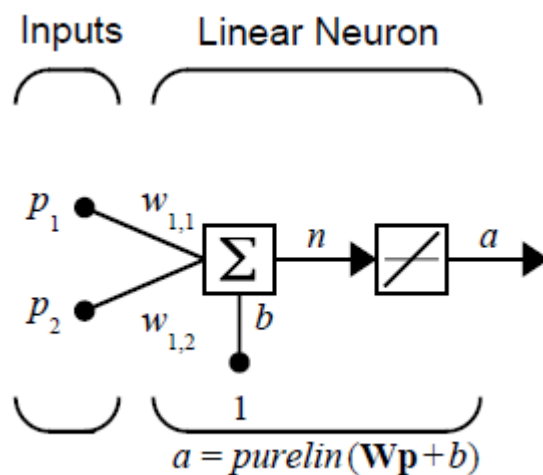 Inputs Linear Neuron
p1 w1,1
Σ n a
p2 w1,2 b
1
a = purelin(Wp + b)